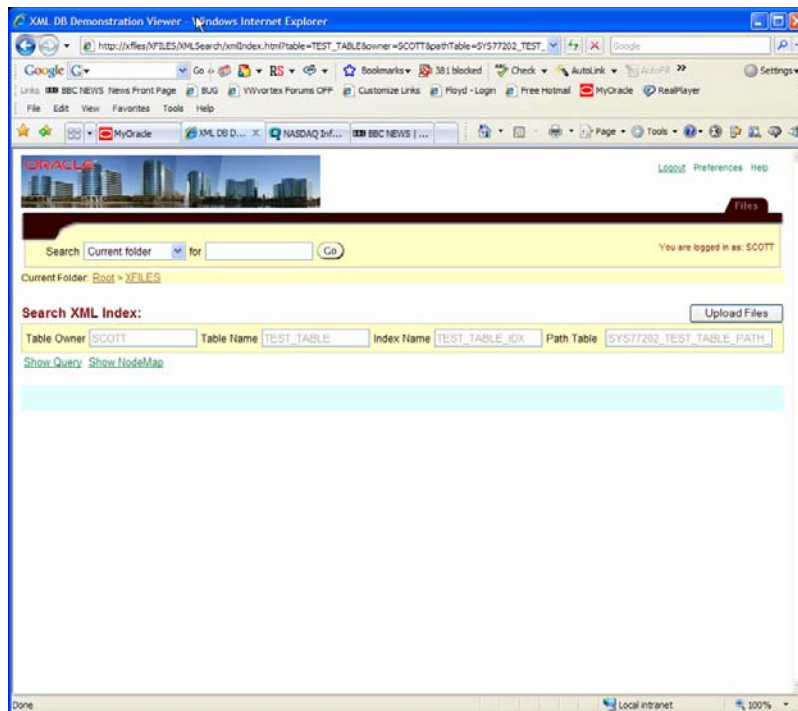 XML DB Demonstration Viewer - Windows Internet Explorer
http://xfiles/XFILES/XMLSearch/xmlIndex.html?table=TEST_TABLE&owner=SCOTT&pathTable=SYS77202_TEST_
Google
Google G Go RS Bookmarks 381 blocked Check AutoLink AutoFill Settings
Links BBC NEWS News Front Page BUG VWvortex Forums OFF Customize Links Floyd - Login Free Hotmail MyOracle RealPlayer
File Edit View Favorites Tools Help
MyOracle XML DB D... X NASDAQ Inf... BBC NEWS | ... Page Tools
ORACLE
Logout Preferences Help
Files
Search Current folder for Go
You are logged in as: SCOTT
Current Folder: Root > XFILES
Search XML Index:
Upload Files
Table Owner SCOTT Table Name TEST_TABLE Index Name TEST_TABLE_IDX Path Table SYS77202_TEST_TABLE_PATH_
Show Query Show NodeMap
Done Local intranet 100%